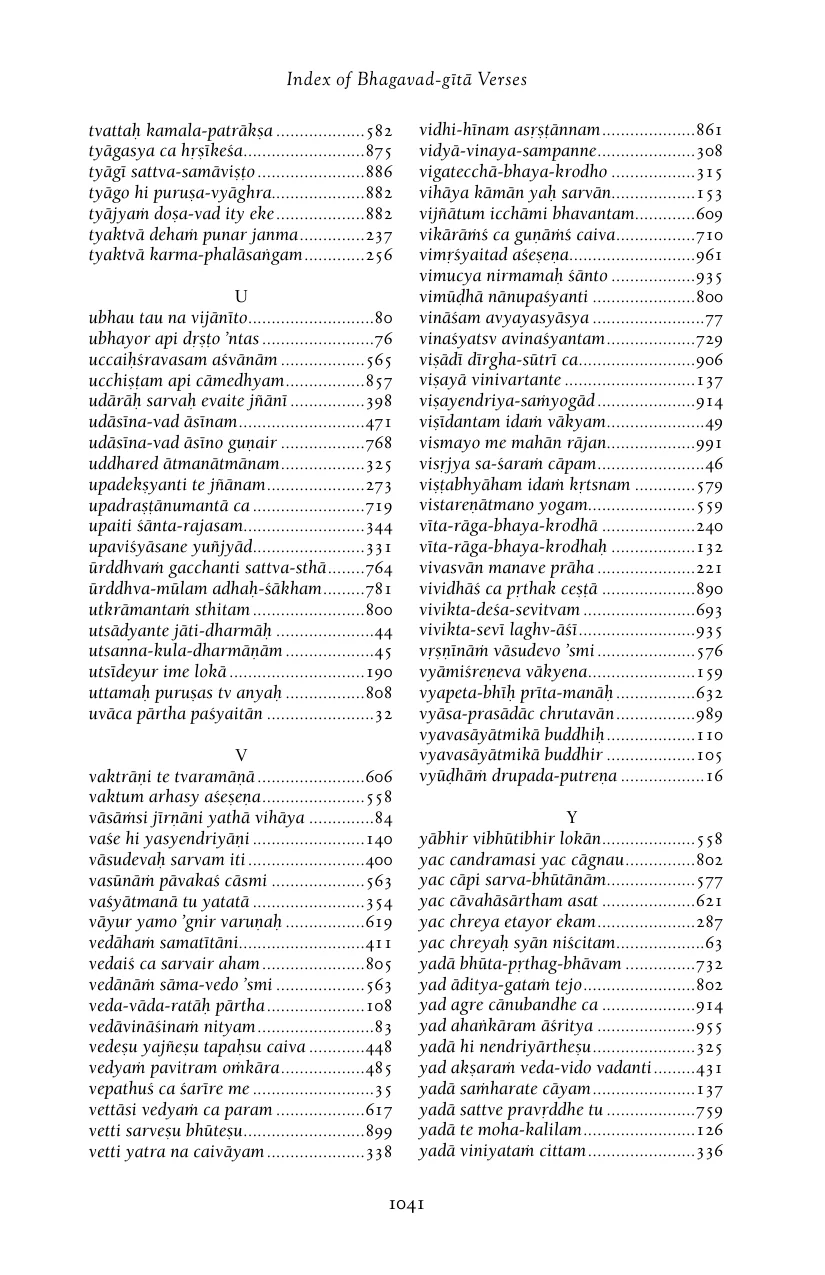 Index of Bhagavad-gītā Verses
tvattaḥ kamala-patrākṣa ...................582
tyāgasya ca hṛṣīkeśa..........................875
tyāgī sattva-samāviṣṭo .......................886
tyāgo hi puruṣa-vyāghra....................882
tyājyaṁ doṣa-vad ity eke ...................882
tyaktvā dehaṁ punar janma..............237
tyaktvā karma-phalāsaṅgam.............256
U
ubhau tau na vijānīto...........................80
ubhayor api dṛṣṭo ’ntas ........................76
uccaiḥśravasam aśvānām ..................565
ucchiṣṭam api cāmedhyam.................857
udārāḥ sarvaḥ evaite jñānī ................398
udāsīna-vad āsīnam...........................471
udāsīna-vad āsīno guṇair ..................768
uddhared ātmanātmānam..................325
upadekṣyanti te jñānam.....................273
upadraṣṭānumantā ca ........................719
upaiti śānta-rajasam..........................344
upaviśyāsane yuñjyād........................331
ūrddhvaṁ gacchanti sattva-sthā........764
ūrddhva-mūlam adhaḥ-śākham.........781
utkrāmantaṁ sthitam ........................800
utsādyante jāti-dharmāḥ .....................44
utsanna-kula-dharmāṇām ...................45
utsīdeyur ime lokā .............................190
uttamaḥ puruṣas tv anyaḥ .................808
uvāca pārtha paśyaitān .......................32
V
vaktrāṇi te tvaramāṇā .......................606
vaktum arhasy aśeṣeṇa......................558
vāsāṁsi jīrṇāni yathā vihāya ..............84
vaśe hi yasyendriyāṇi ........................140
vāsudevaḥ sarvam iti .........................400
vasūnāṁ pāvakaś cāsmi ....................563
vaśyātmanā tu yatatā ........................354
vāyur yamo ’gnir varuṇaḥ .................619
vedāhaṁ samatītāni...........................411
vedaiś ca sarvair aham ......................805
vedānāṁ sāma-vedo ’smi ...................563
veda-vāda-ratāḥ pārtha.....................108
vedāvināśinaṁ nityam.........................83
vedeṣu yajñeṣu tapaḥsu caiva ............448
vedyaṁ pavitram oṁkāra..................485
vepathuś ca śarīre me ..........................35
vettāsi vedyaṁ ca param ...................617
vetti sarveṣu bhūteṣu..........................899
vetti yatra na caivāyam .....................338
vidhi-hīnam asṛṣṭānnam....................861
vidyā-vinaya-sampanne.....................308
vigatecchā-bhaya-krodho ..................315
vihāya kāmān yaḥ sarvān..................153
vijñātum icchāmi bhavantam.............609
vikārāṁś ca guṇāṁś caiva.................710
vimṛśyaitad aśeṣeṇa...........................961
vimucya nirmamaḥ śānto ..................935
vimūḍhā nānupaśyanti ......................800
vināśam avyayasyāsya ........................77
vinaśyatsv avinaśyantam...................729
viṣādī dīrgha-sūtrī ca.........................906
viṣayā vinivartante ............................137
viṣayendriya-saṁyogād .....................914
viṣīdantam idaṁ vākyam.....................49
vismayo me mahān rājan...................991
visṛjya sa-śaraṁ cāpam.......................46
viṣṭabhyāham idaṁ kṛtsnam .............579
vistareṇātmano yogam.......................559
vīta-rāga-bhaya-krodhā ....................240
vīta-rāga-bhaya-krodhaḥ ..................132
vivasvān manave prāha .....................221
vividhāś ca pṛthak ceṣṭā ....................890
vivikta-deśa-sevitvam ........................693
vivikta-sevī laghv-āśī.........................935
vṛṣṇīnāṁ vāsudevo ’smi .....................576
vyāmiśreṇeva vākyena.......................159
vyapeta-bhīḥ prīta-manāḥ .................632
vyāsa-prasādāc chrutavān.................989
vyavasāyātmikā buddhiḥ ...................110
vyavasāyātmikā buddhir ...................105
vyūḍhāṁ drupada-putreṇa .................16
Y
yābhir vibhūtibhir lokān....................558
yac candramasi yac cāgnau...............802
yac cāpi sarva-bhūtānām...................577
yac cāvahāsārtham asat ....................621
yac chreya etayor ekam.....................287
yac chreyaḥ syān niścitam...................63
yadā bhūta-pṛthag-bhāvam ...............732
yad āditya-gataṁ tejo........................802
yad agre cānubandhe ca ....................914
yad ahaṅkāram āśritya .....................955
yadā hi nendriyārtheṣu......................325
yad akṣaraṁ veda-vido vadanti.........431
yadā saṁharate cāyam......................137
yadā sattve pravṛddhe tu ...................759
yadā te moha-kalilam........................126
yadā viniyataṁ cittam.......................336
1041